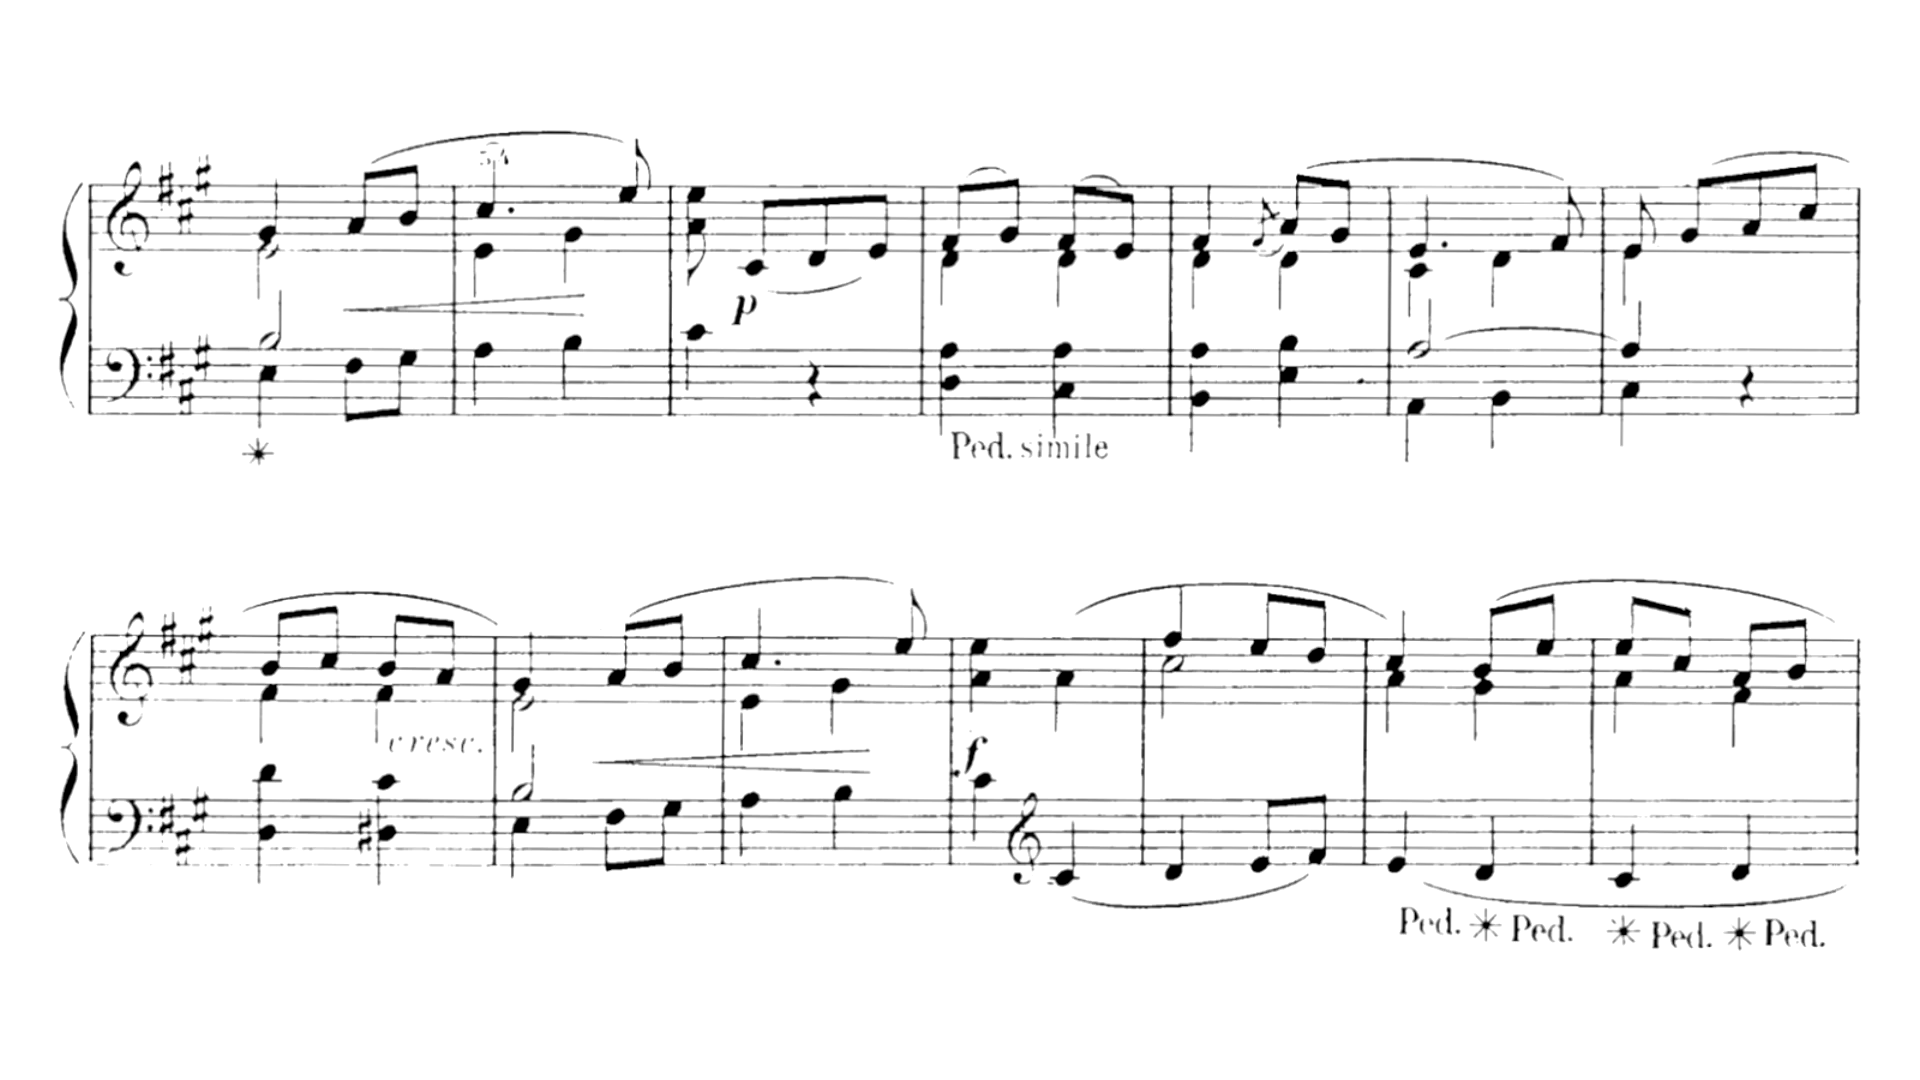 p
Ped. simile
cresc.
f
Ped. Ped. Ped. Ped.